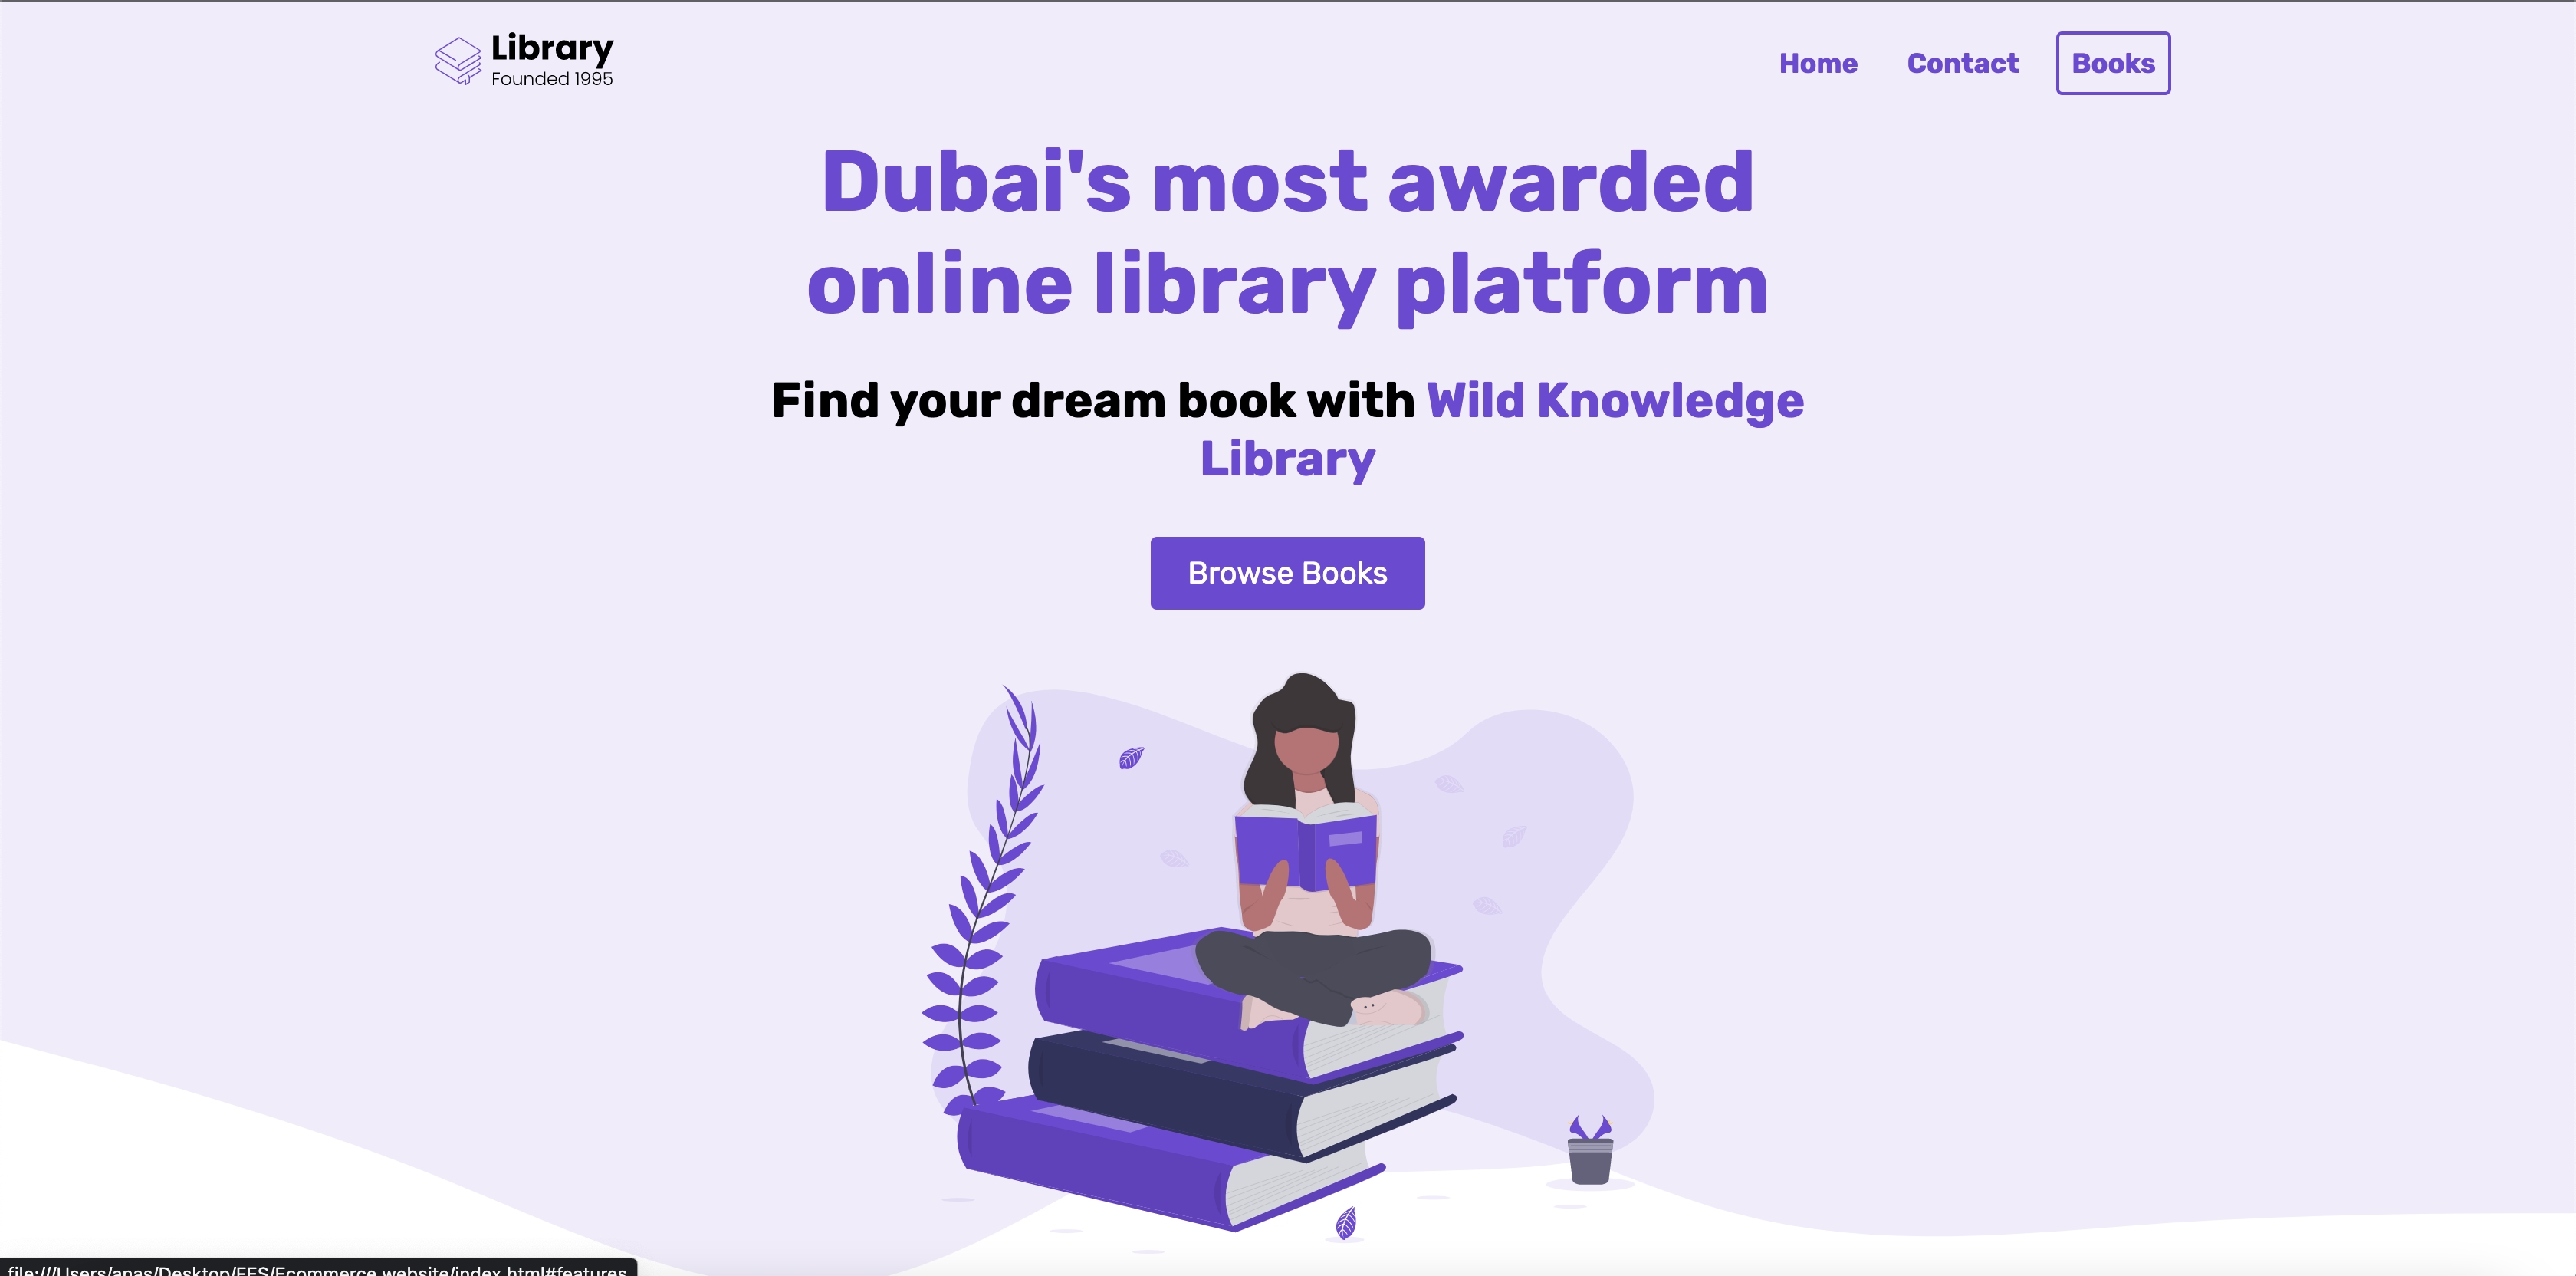 Library
Founded 1995
Home
Contact
Books
Dubai's most awarded
online library platform
Find your dream book with Wild Knowledge
Library
Browse Books
file:///Users/anas/Desktop/FES/Ecommerce website/index.html#features